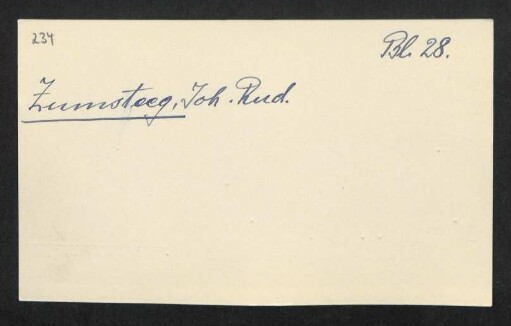 234
Bl. 28.
Zumsteeg, Joh. Rud.